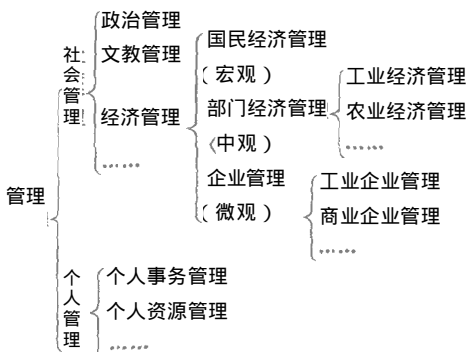 政治管理
文教管理
社会管理
经济管理
……
国民经济管理
(宏观)
部门经济管理
(中观)
企业管理
(微观)
工业经济管理
农业经济管理
……
工业企业管理
商业企业管理
……
管理
个人管理
个人事务管理
个人资源管理
……